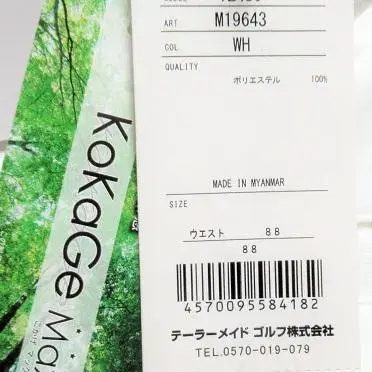 ART M19643
COL. WH
QUALITY
ポリエステル 100%
MADE IN MYANMAR
SIZE
ウエスト 88
88
4570095584182
テーラーメイド ゴルフ株式会社
TEL.0570-019-079
KOKaGe Max